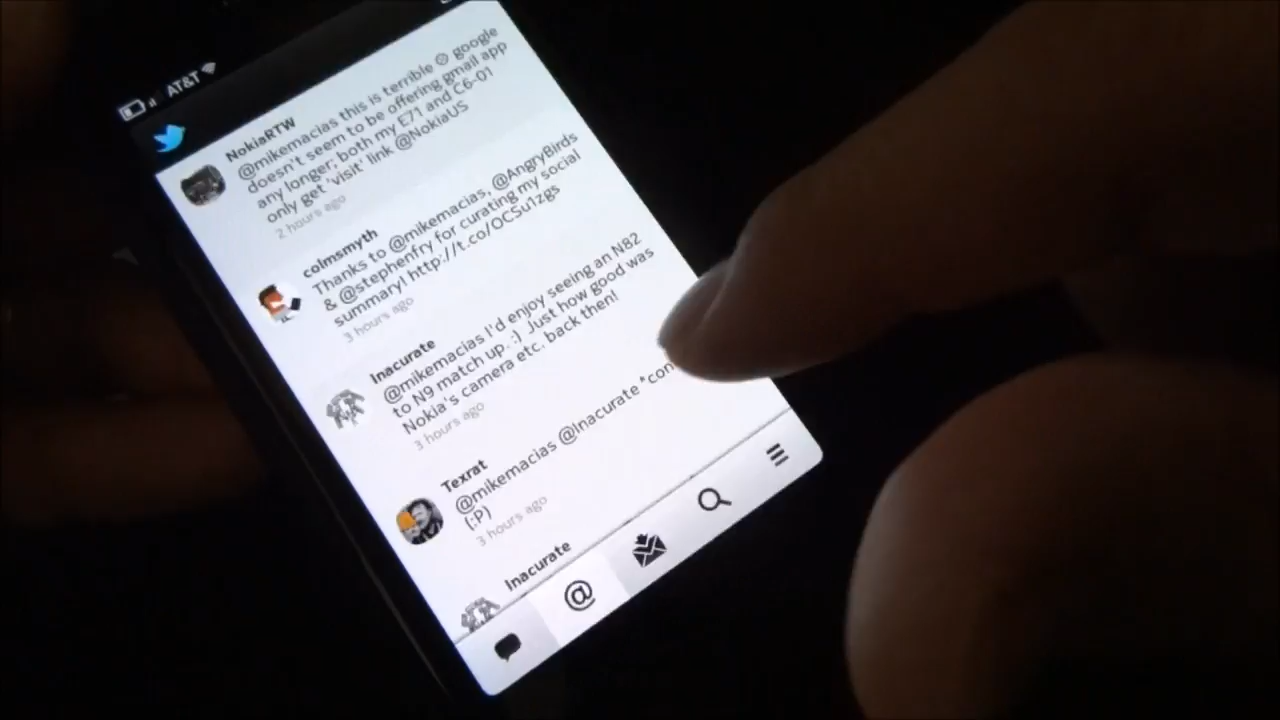 AT&T
NokiaRTW
@mikemacias this is terrible ☹ google
doesn't seem to be offering gmail app
any longer; both my E71 and C6-01
only get 'visit' link @NokiaUS
2 hours ago
colmsmyth
Thanks to @mikemacias, @AngryBirds
& @stephenfry for curating my social
summary! http://t.co/OCSu1zgs
3 hours ago
Inacurate
@mikemacias I'd enjoy seeing an N82
to N9 match up. :) Just how good was
Nokia's camera etc. back then!
3 hours ago
Texrat
@mikemacias @Inacurate
(:P)
3 hours ago
Inacurate
@